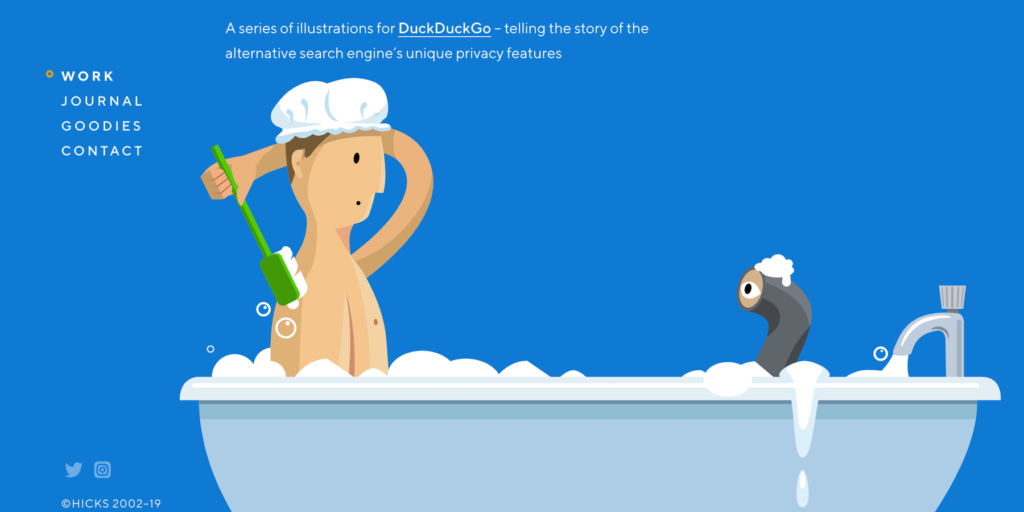 A series of illustrations for DuckDuckGo – telling the story of the
alternative search engine's unique privacy features
WORK
JOURNAL
GOODIES
CONTACT
©HICKS 2002–19